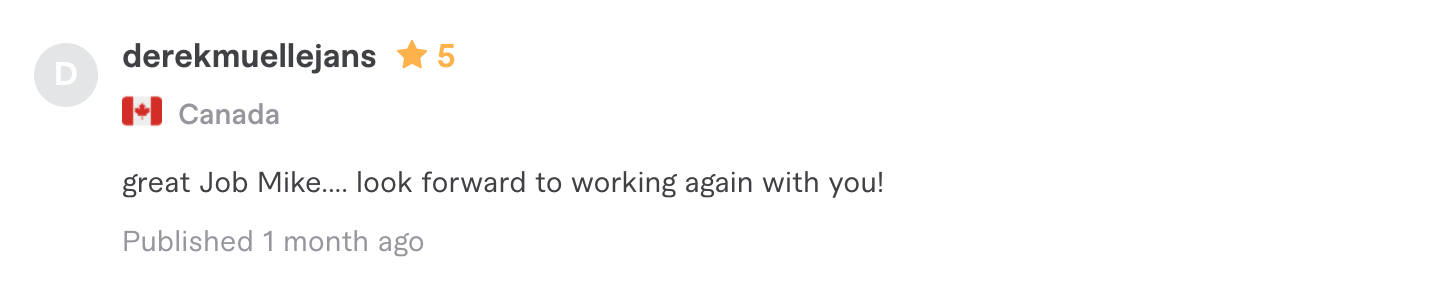 D
derekmuellejans 5
Canada
great Job Mike.... look forward to working again with you!
Published 1 month ago